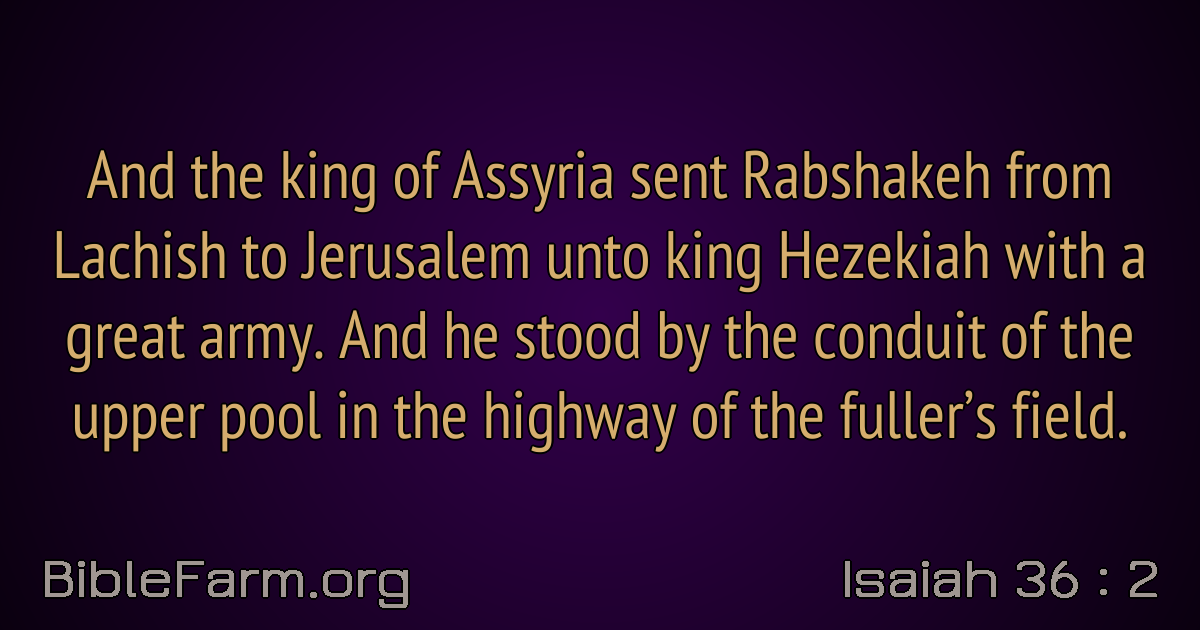 And the king of Assyria sent Rabshakeh from
Lachish to Jerusalem unto king Hezekiah with a
great army. And he stood by the conduit of the
upper pool in the highway of the fuller’s field.
BibleFarm.org
Isaiah 36 : 2